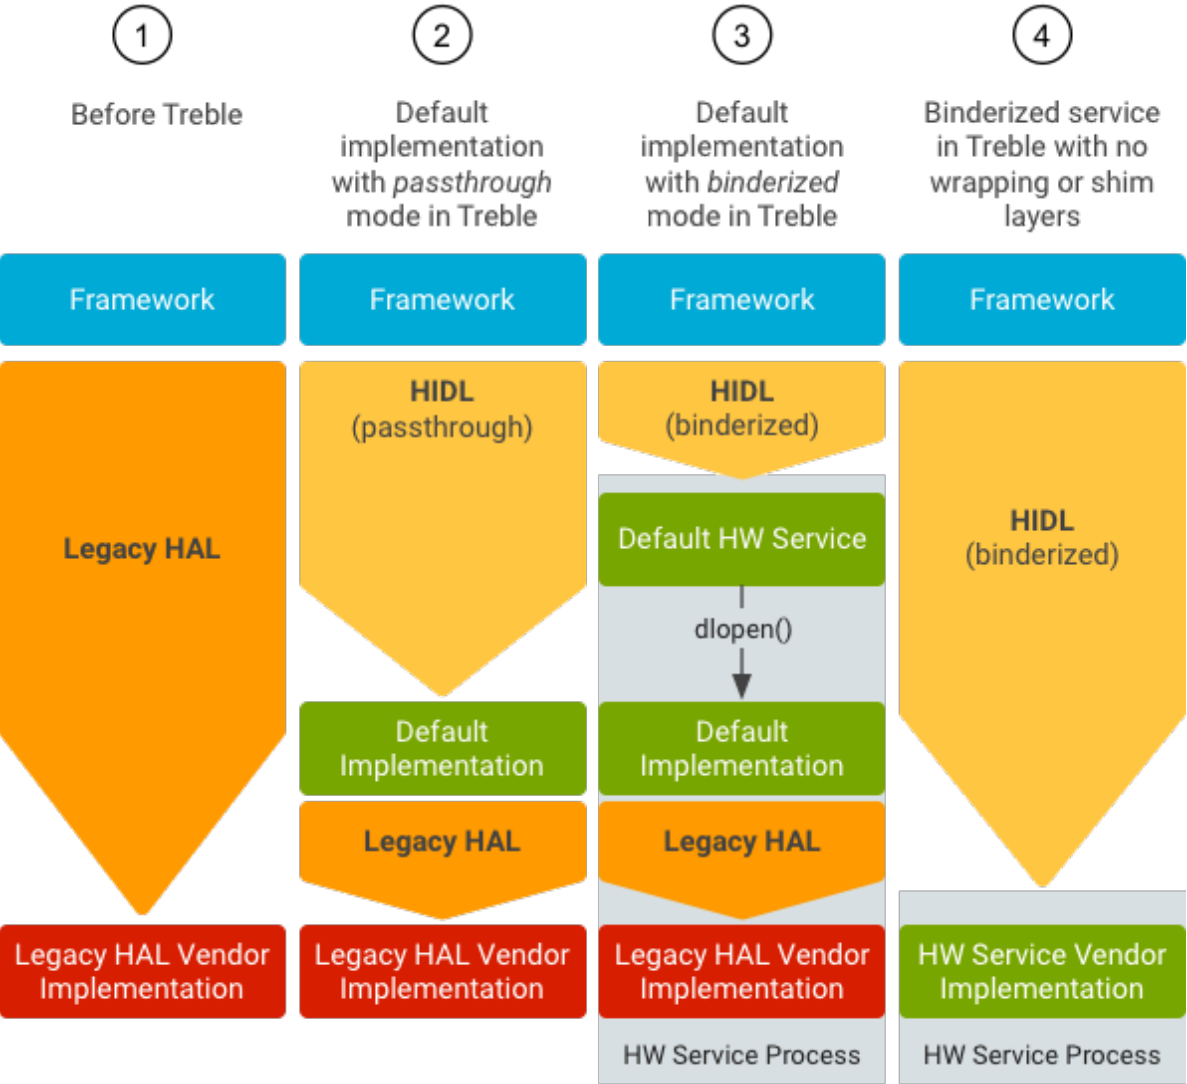 1
Before Treble
2
Default
implementation
with passthrough
mode in Treble
3
Default
implementation
with binderized
mode in Treble
4
Binderized service
in Treble with no
wrapping or shim
layers
Framework
Legacy HAL
Legacy HAL Vendor
Implementation
Framework
HIDL
(passthrough)
Default
Implementation
Legacy HAL
Legacy HAL Vendor
Implementation
Framework
HIDL
(binderized)
Default HW Service
dlopen()
Default
Implementation
Legacy HAL
Legacy HAL Vendor
Implementation
HW Service Process
Framework
HIDL
(binderized)
HW Service Vendor
Implementation
HW Service Process